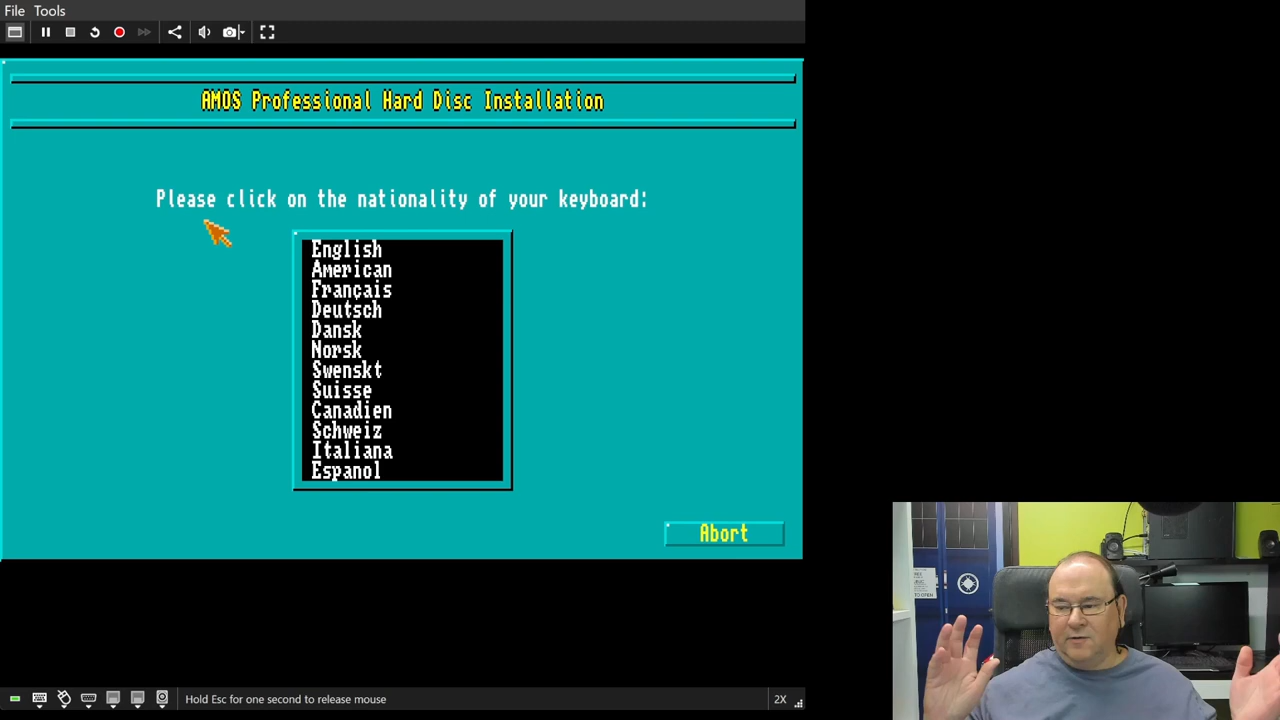 File Tools
AMOS Professional Hard Disc Installation
Please click on the nationality of your keyboard:
English
American
Français
Deutsch
Dansk
Norsk
Swenskt
Suisse
Canadien
Schweiz
Italiana
Espanol
Abort
Hold Esc for one second to release mouse
2X